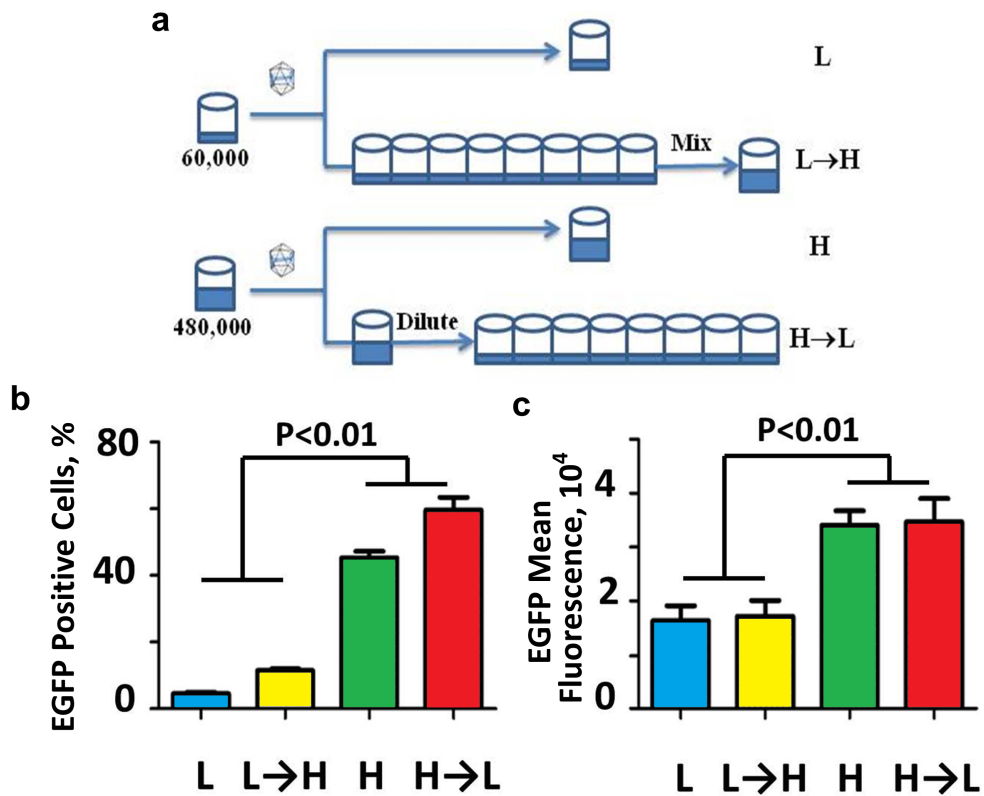 a
L
60,000
Mix
L→H
H
480,000
Dilute
H→L
b
EGFP Positive Cells, %
80
40
0
P<0.01
L L→H H H→L
c
EGFP Mean
Fluorescence, 10⁴
4
2
0
P<0.01
L L→H H H→L